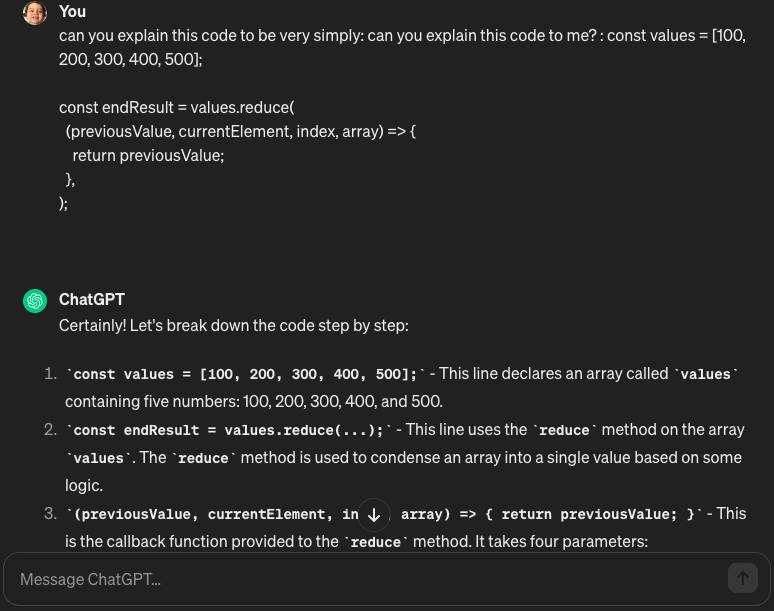 You
can you explain this code to be very simply: can you explain this code to me? : const values = [100,
200, 300, 400, 500];
const endResult = values.reduce(
(previousValue, currentElement, index, array) => {
return previousValue;
},
);
ChatGPT
Certainly! Let's break down the code step by step:
1. `const values = [100, 200, 300, 400, 500];` - This line declares an array called `values`
containing five numbers: 100, 200, 300, 400, and 500.
2. `const endResult = values.reduce(...);` - This line uses the `reduce` method on the array
`values`. The `reduce` method is used to condense an array into a single value based on some
logic.
3. `(previousValue, currentElement, in array) => { return previousValue; }` - This
is the callback function provided to the `reduce` method. It takes four parameters:
Message ChatGPT...